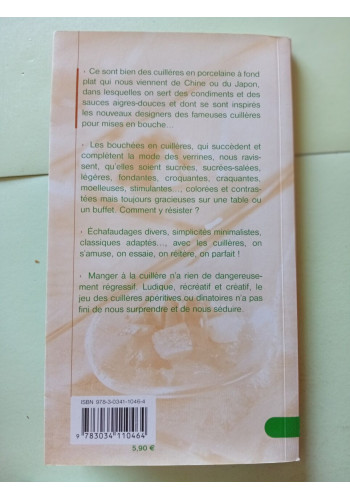 · Ce sont bien des cuillères en porcelaine à fond
plat qui nous viennent de Chine ou du Japon,
dans lesquelles on sert des condiments et des
sauces aigres-douces et dont se sont inspirés
les nouveaux designers des fameuses cuillères
pour mises en bouche...
· Les bouchées en cuillères, qui succèdent et
complètent la mode des verrines, nous ravis-
sent, qu'elles soient sucrées, sucrées-salées,
légères, fondantes, croquantes, craquantes,
moelleuses, stimulantes..., colorées et contras-
tées mais toujours gracieuses sur une table ou
un buffet. Comment y résister ?
· Échafaudages divers, simplicités minimalistes,
classiques adaptés..., avec les cuillères, on
s'amuse, on essaie, on réitère, on parfait !
· Manger à la cuillère n'a rien de dangereuse-
ment régressif. Ludique, récréatif et créatif, le
jeu des cuillères apéritives ou dînatoires n'a pas
fini de nous surprendre et de nous séduire.
ISBN 978-3-0341-1046-4
9 783034 110464
5,90 €